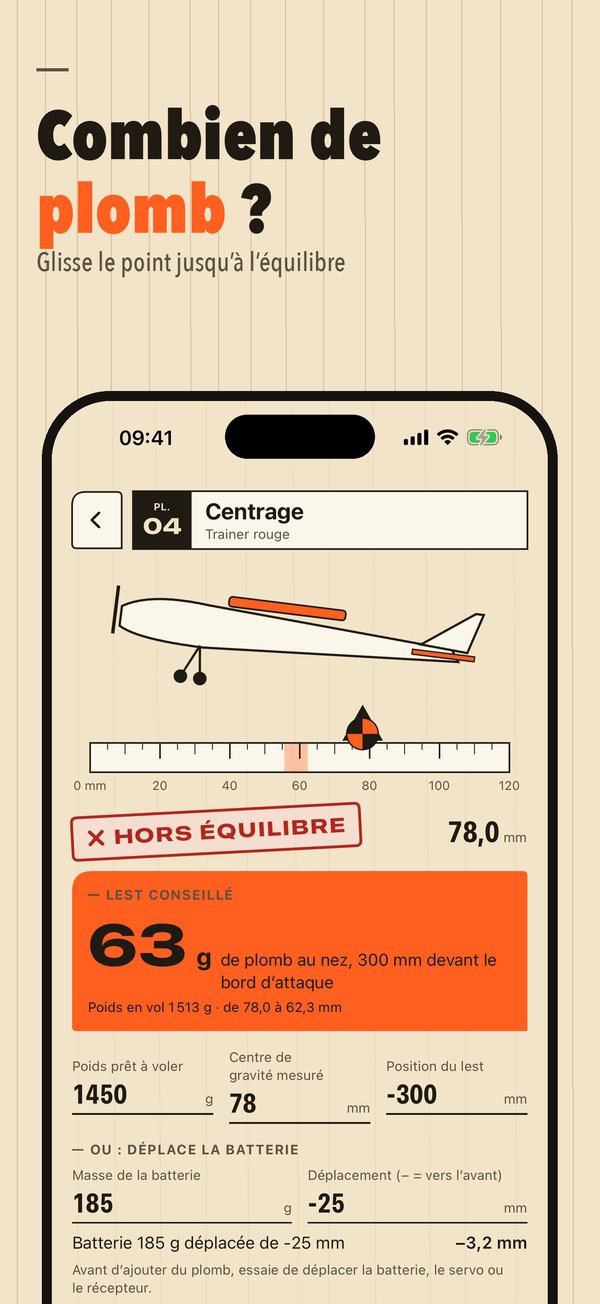 Combien de
plomb ?
Glisse le point jusqu’à l’équilibre
09:41
PL.
04
Centrage
Trainer rouge
0 mm 20 40 60 80 100 120
× HORS ÉQUILIBRE
78,0 mm
— LEST CONSEILLÉ
63 g de plomb au nez, 300 mm devant le
bord d’attaque
Poids en vol 1 513 g · de 78,0 à 62,3 mm
Poids prêt à voler
1450 g
Centre de
gravité mesuré
78 mm
Position du lest
-300 mm
— OU : DÉPLACE LA BATTERIE
Masse de la batterie
185 g
Déplacement (– = vers l’avant)
-25 mm
Batterie 185 g déplacée de -25 mm
–3,2 mm
Avant d’ajouter du plomb, essaie de déplacer la batterie, le servo ou
le récepteur.